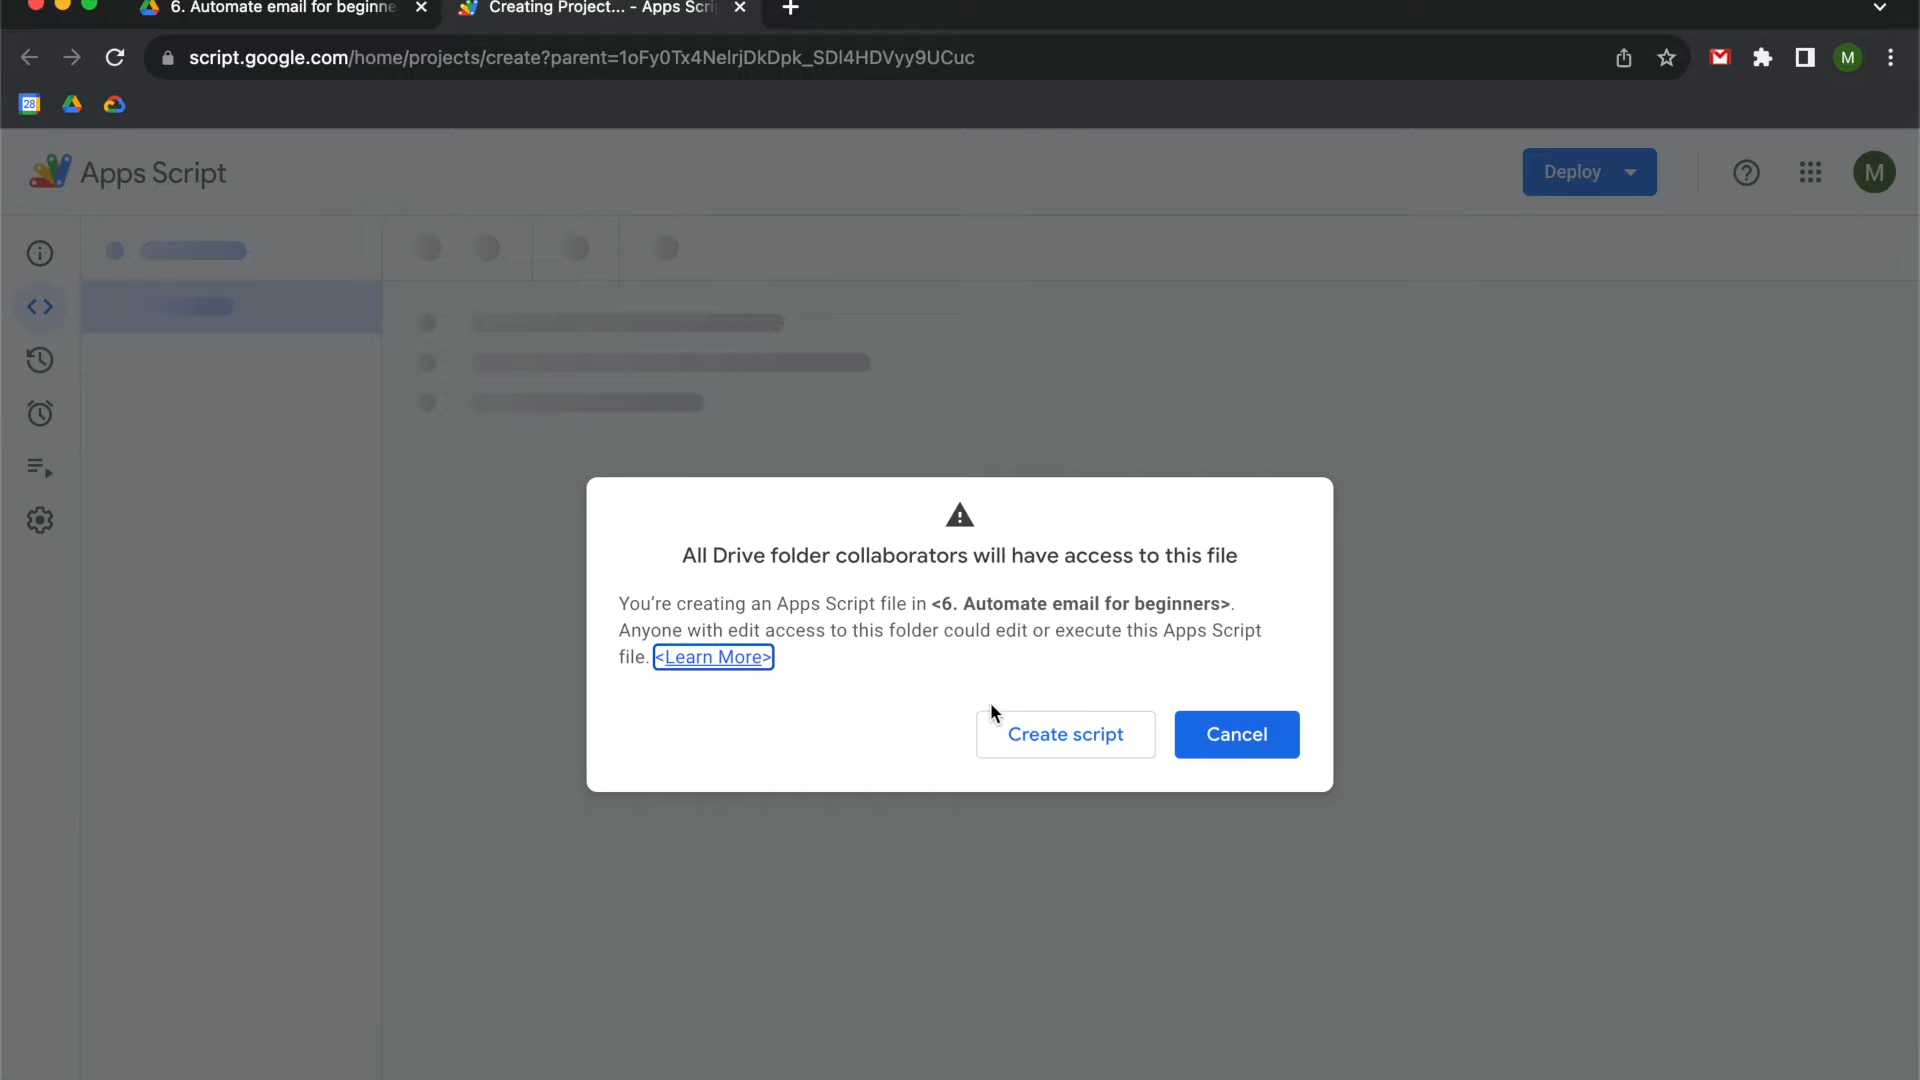 6. Automate email for beginne
Creating Project... - Apps Scri
script.google.com/home/projects/create?parent=1oFy0Tx4NelrjDkDpk_SDl4HDVyy9UCuc
M
28
Apps Script
Deploy
M
All Drive folder collaborators will have access to this file
You're creating an Apps Script file in <6. Automate email for beginners>.
Anyone with edit access to this folder could edit or execute this Apps Script
file. <Learn More>
Create script
Cancel